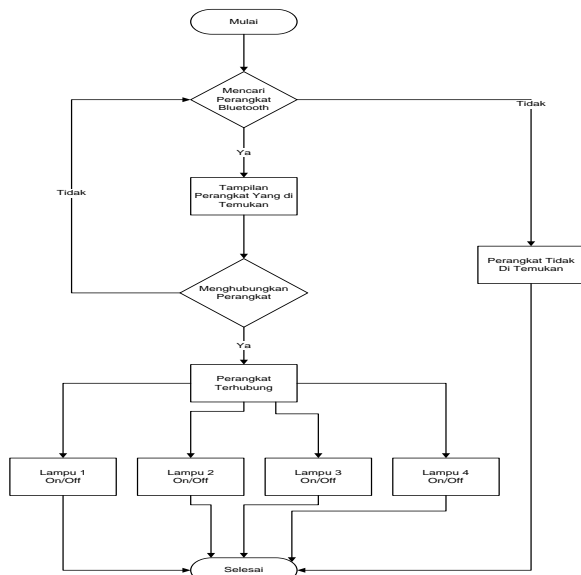 Mulai
Mencari
Perangkat
Bluetooth
Tidak
Ya
Tidak
Tampilan
Perangkat Yang di
Temukan
Perangkat Tidak
Di Temukan
Menghubungkan
Perangkat
Ya
Perangkat
Terhubung
Lampu 1
On/Off
Lampu 2
On/Off
Lampu 3
On/Off
Lampu 4
On/Off
Selesai